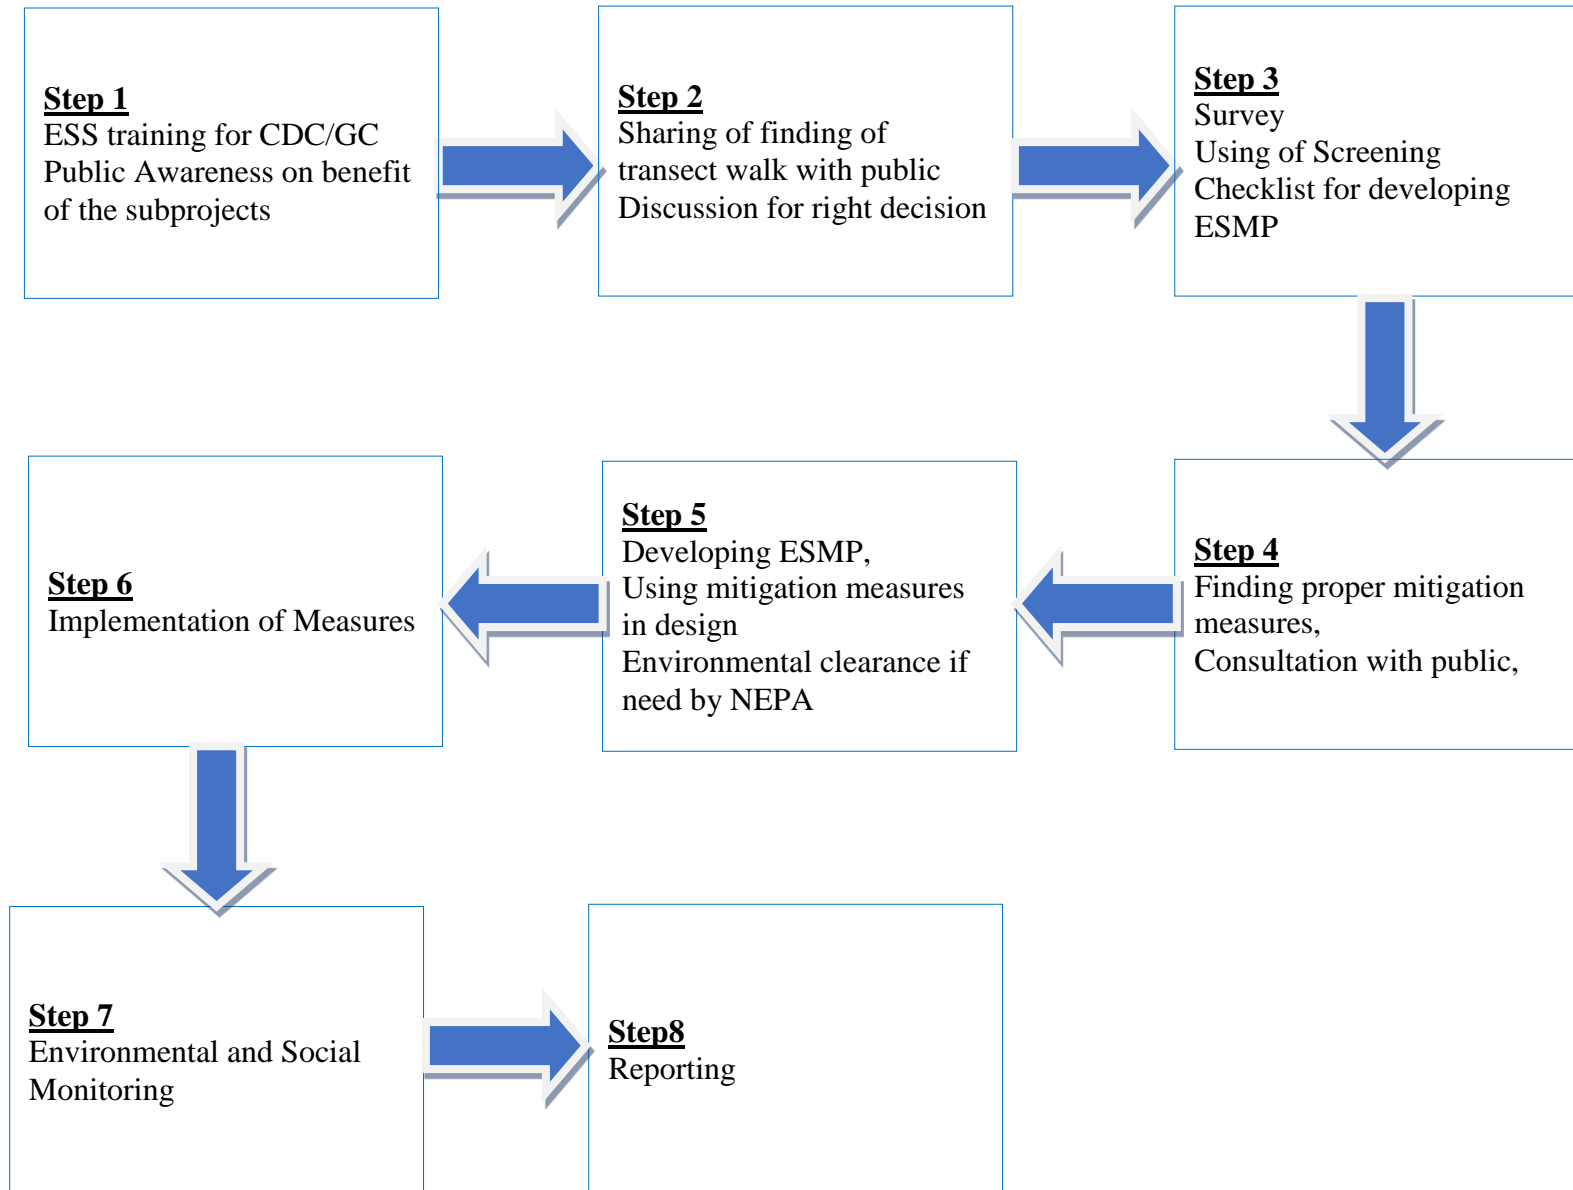 Step 1
ESS training for CDC/GC
Public Awareness on benefit
of the subprojects
Step 2
Sharing of finding of
transect walk with public
Discussion for right decision
Step 3
Survey
Using of Screening
Checklist for developing
ESMP
Step 4
Finding proper mitigation
measures,
Consultation with public,
Step 5
Developing ESMP,
Using mitigation measures
in design
Environmental clearance if
need by NEPA
Step 6
Implementation of Measures
Step 7
Environmental and Social
Monitoring
Step8
Reporting